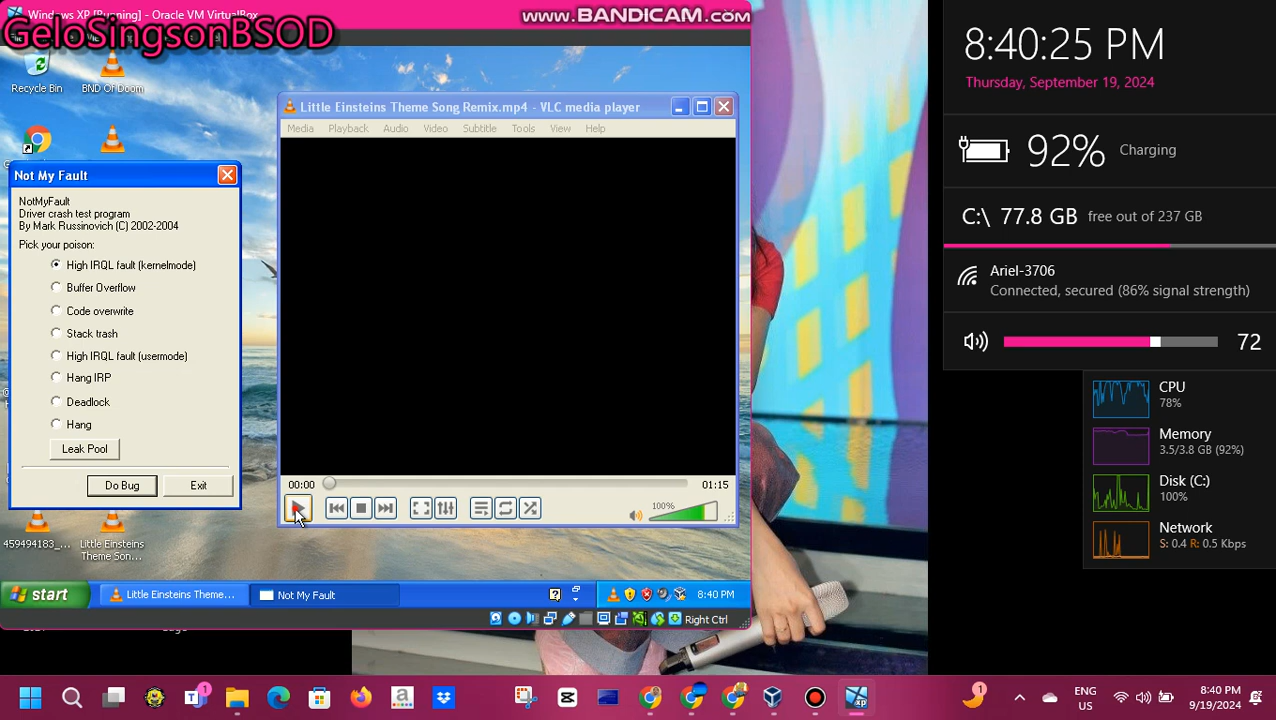 Windows XP [Running] - Oracle VM VirtualBox
www.BANDICAM.com
GeloSingsonBSOD
Recycle Bin
BND Of Doom
Little Einsteins Theme Song Remix.mp4 - VLC media player
Media Playback Audio Video Subtitle Tools View Help
Not My Fault
NotMyFault
Driver crash test program
By Mark Russinovich (C) 2002-2004
Pick your poison:
High IRQL fault (kernelmode)
Buffer Overflow
Code overwrite
Stack trash
High IRQL fault (usermode)
Hang IRP
Deadlock
Hang
Leak Pool
Do Bug
Exit
00:00
01:15
100%
459494183_...
Little Einsteins
Theme Son...
start
Little Einsteins Theme...
Not My Fault
8:40 PM
Right Ctrl
8:40:25 PM
Thursday, September 19, 2024
92% Charging
C:\ 77.8 GB free out of 237 GB
Ariel-3706
Connected, secured (86% signal strength)
72
CPU
78%
Memory
3.5/3.8 GB (92%)
Disk (C:)
100%
Network
S: 0.4 R: 0.5 Kbps
1
xp
1
ENG
US
8:40 PM
9/19/2024